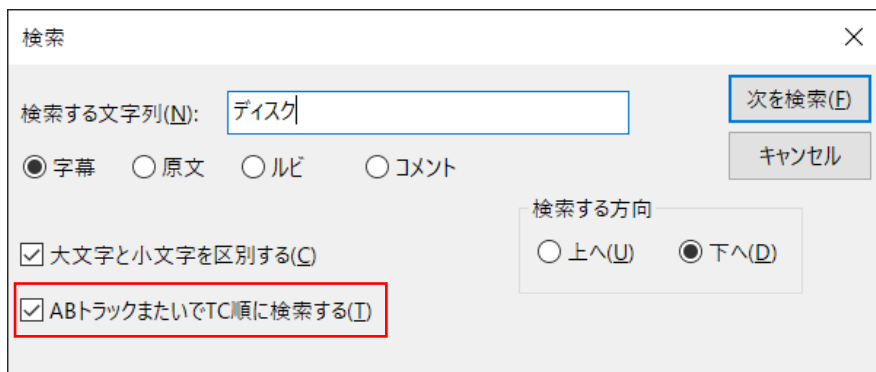 検索
検索する文字列(N): ディスク 次を検索(F)
キャンセル
字幕 原文 ルビ コメント
検索する方向
大文字と小文字を区別する(C) 上へ(U) 下へ(D)
ABトラックまたいでTC順に検索する(T)